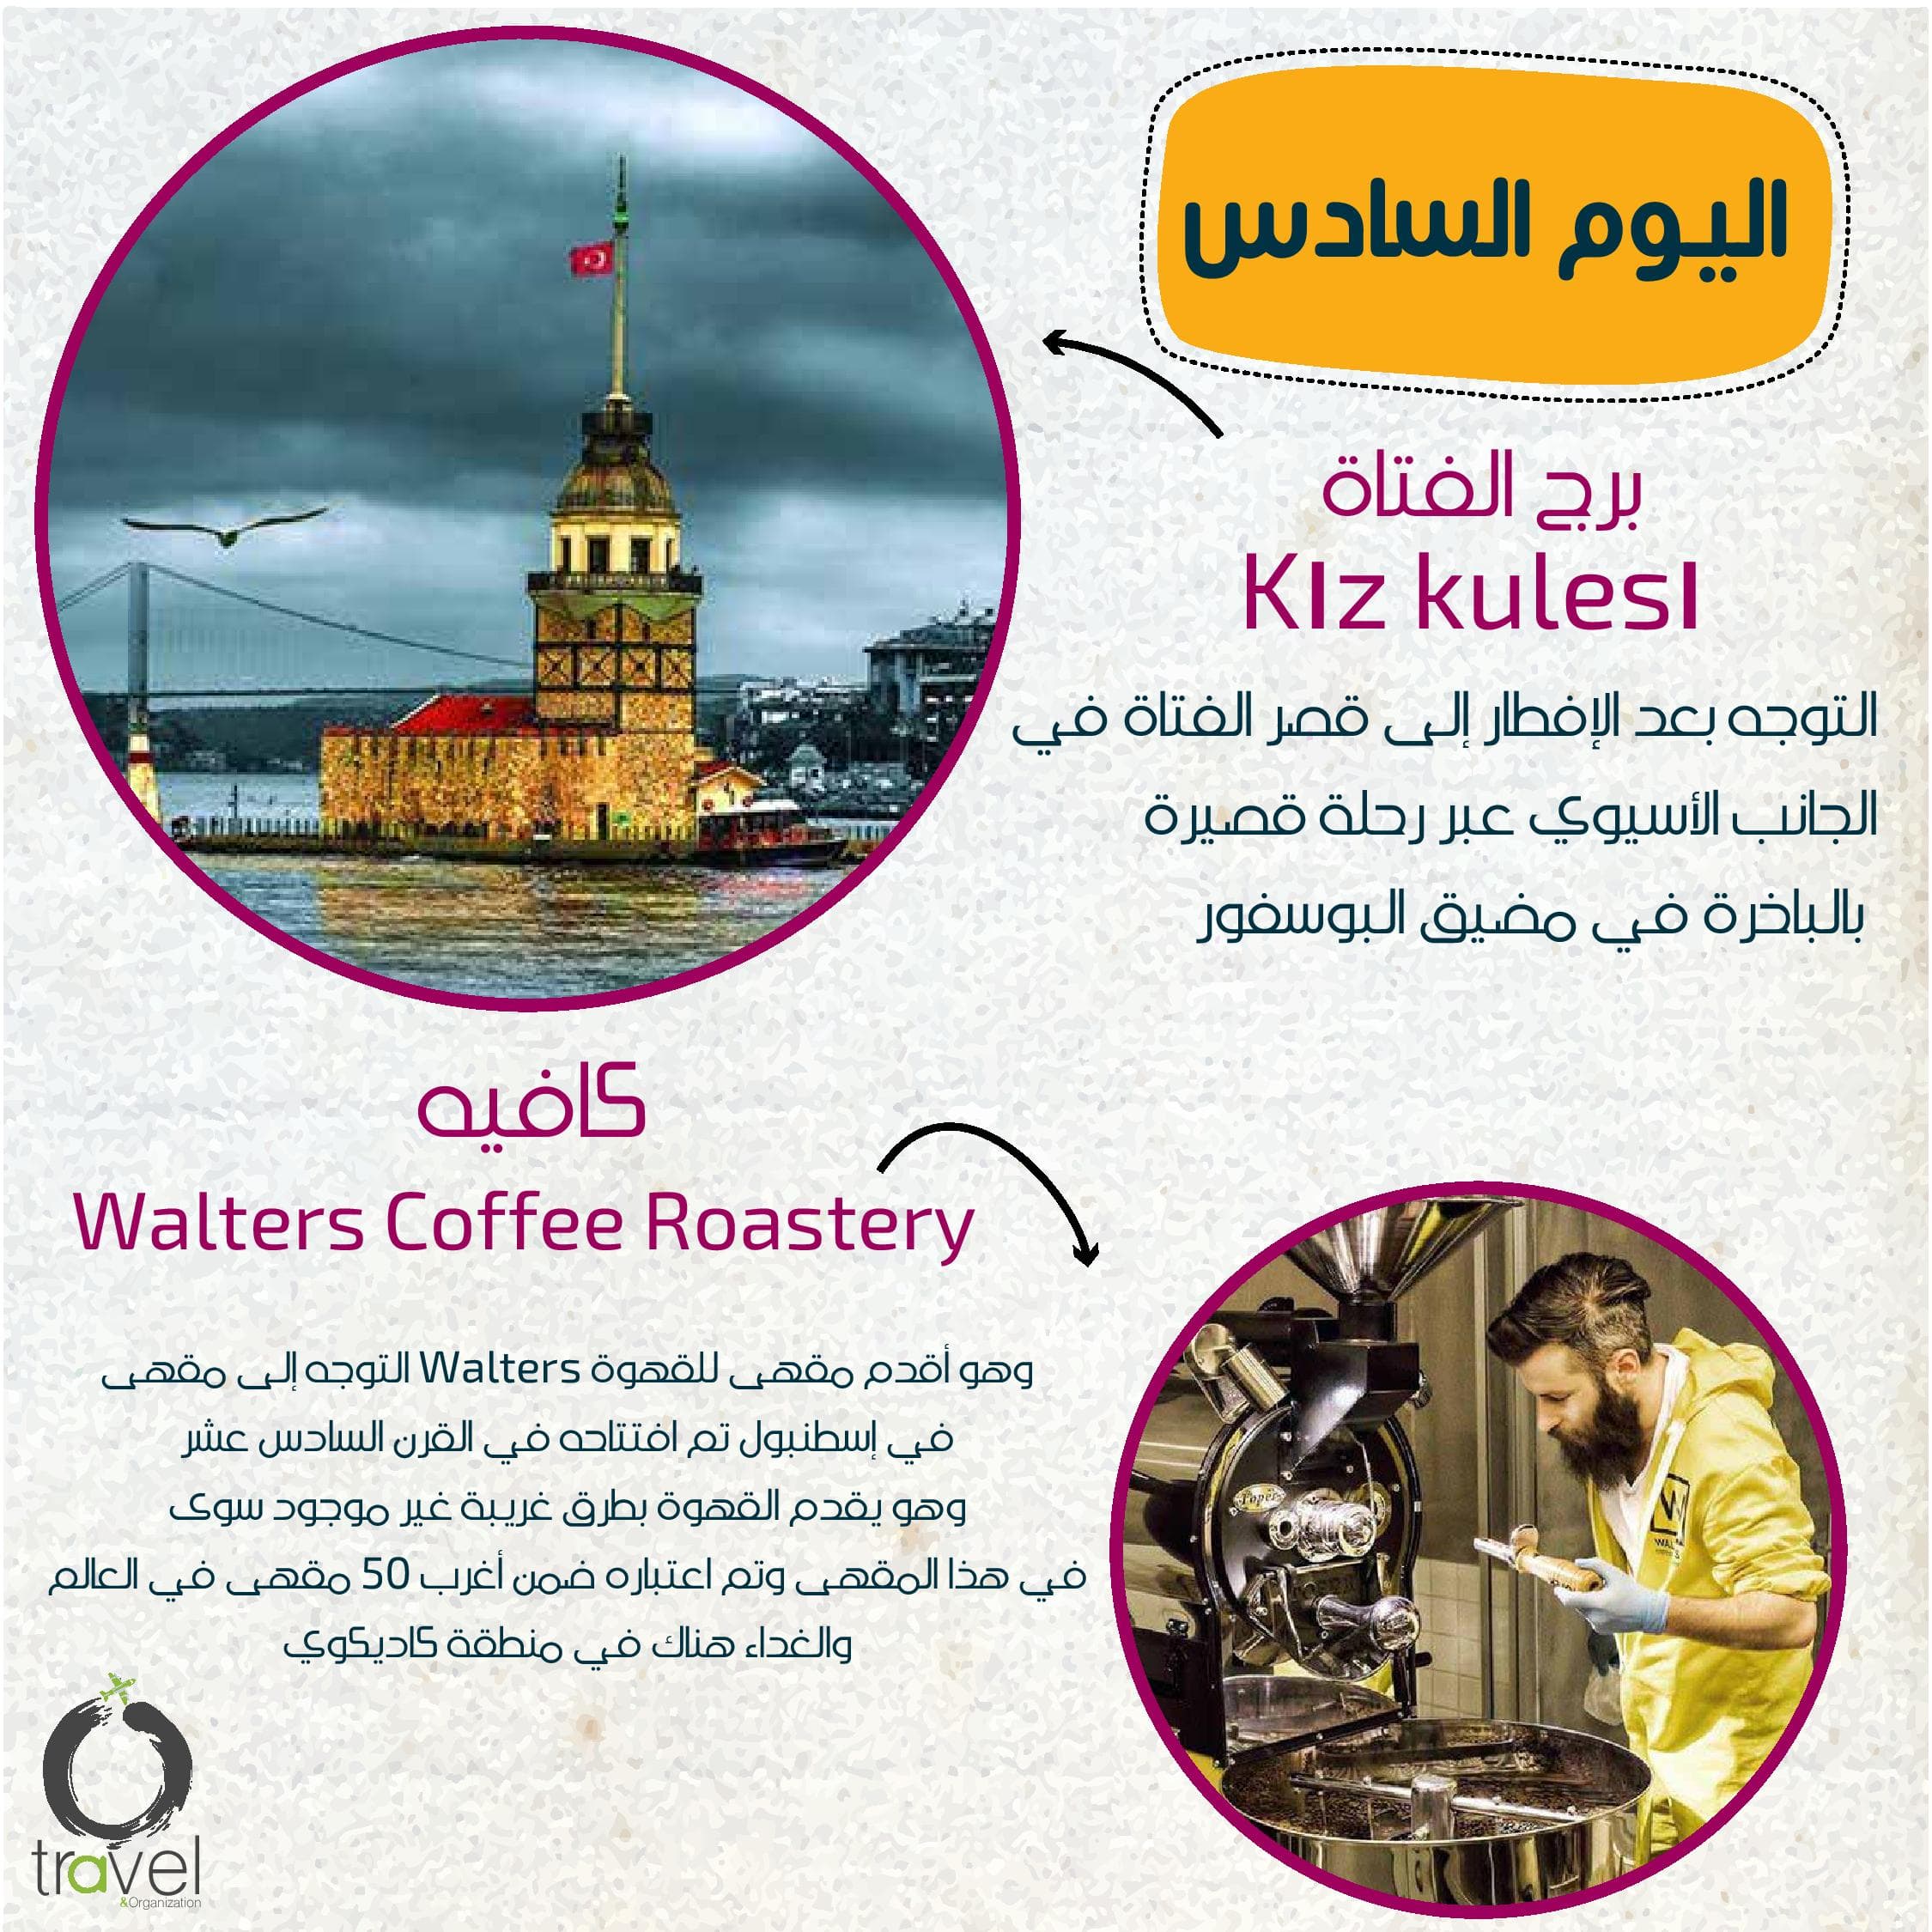 اليوم السادس
برج الفتاة
Kız kulesı
التوجه بعد الإفطار إلى قصر الفتاة في
الجانب الأسيوي عبر رحلة قصيرة
بالباخرة في مضيق البوسفور
كافيه
Walters Coffee Roastery
وهو أقدم مقهى للقهوة Walters التوجه إلى مقهى
في إسطنبول تم افتتاحه في القرن السادس عشر
وهو يقدم القهوة بطرق غريبة غير موجود سوى
في هذا المقهى وتم اعتباره ضمن أغرب 50 مقهى في العالم
والغداء هناك في منطقة كاديكوي
Toper
W
travel
&Organization